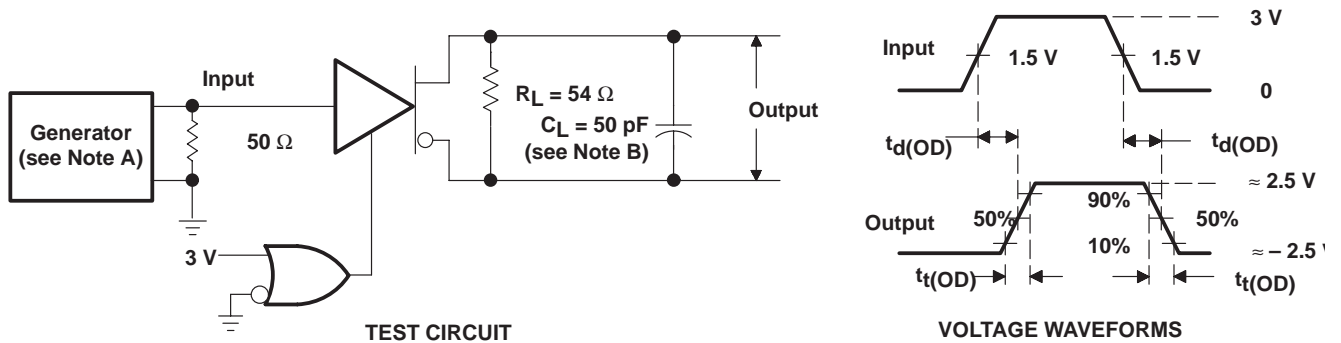 Generator
(see Note A)
Input
50 Ω
3 V
R_L = 54 Ω
C_L = 50 pF
(see Note B)
Output
TEST CIRCUIT
Input
3 V
1.5 V
1.5 V
0
t_d(OD)
t_d(OD)
≈ 2.5 V
90%
Output
50%
50%
10%
≈ – 2.5 V
t_t(OD)
t_t(OD)
VOLTAGE WAVEFORMS